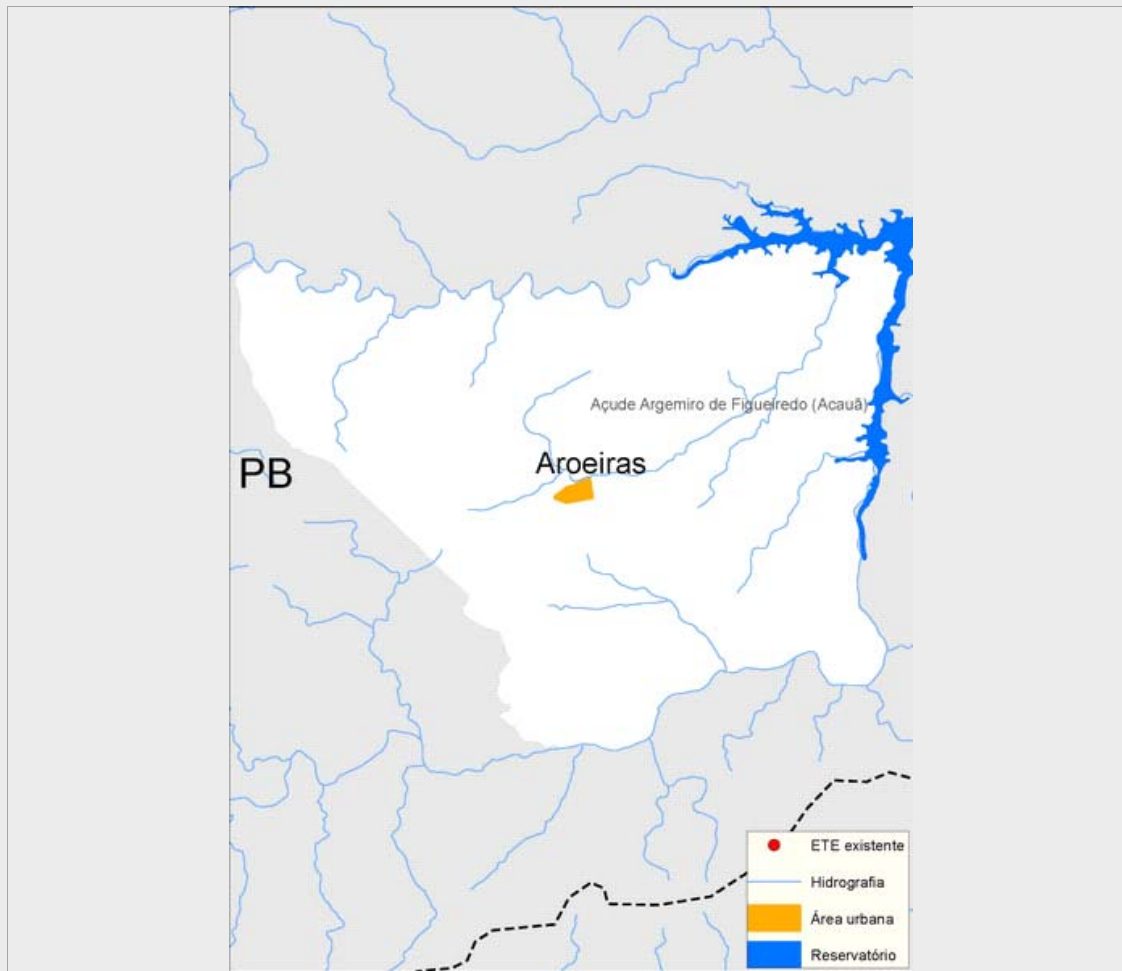 Açude Argemiro de Figueiredo (Acauã)
Aroeiras
PB
ETE existente
Hidrografia
Área urbana
Reservatório